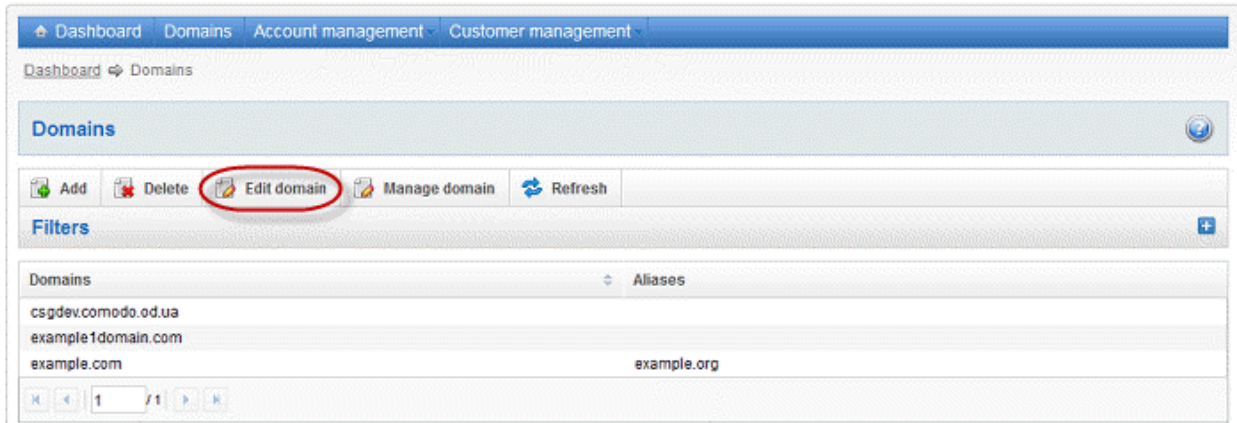 Dashboard Domains Account management Customer management
Dashboard Domains
Domains
Add Delete Edit domain Manage domain Refresh
Filters
Domains Aliases
csgdev.comodo.od.ua
example1domain.com
example.com example.org
1 / 1